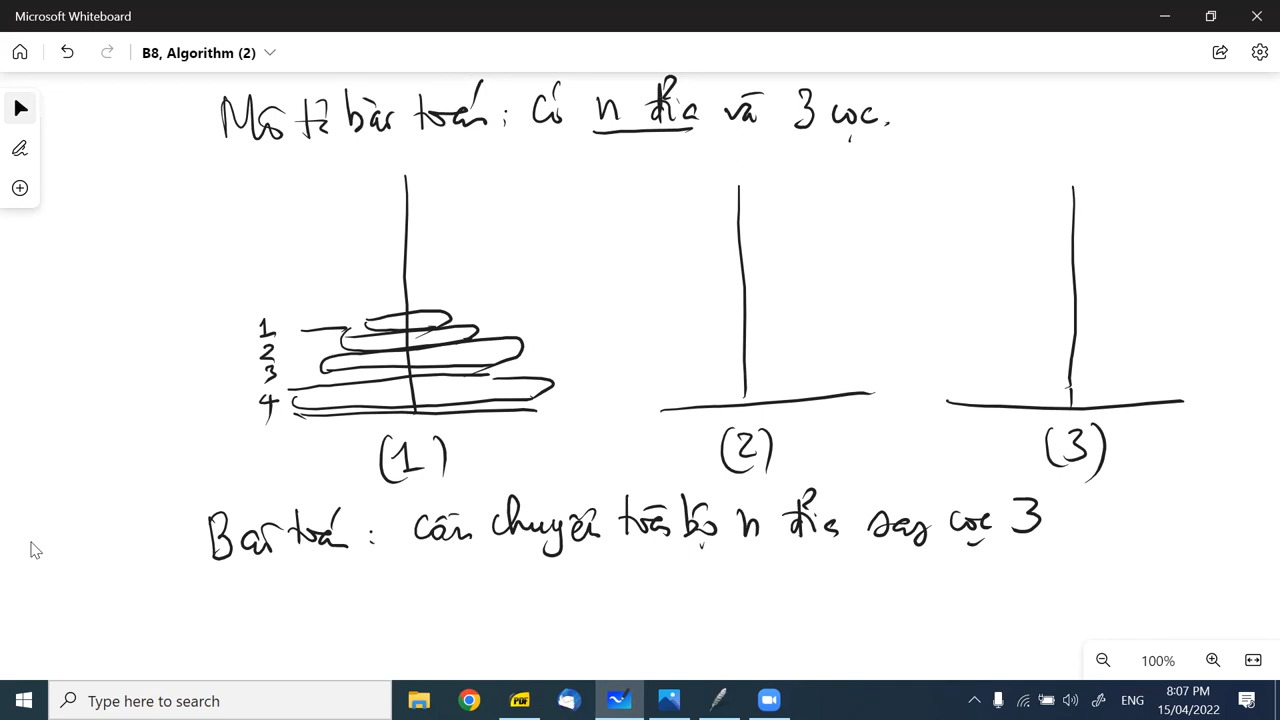 Microsoft Whiteboard
B8, Algorithm (2)
Mô tả bài toán: Có n đĩa và 3 cọc.
1
2
3
4
(1) (2) (3)
Bài toán: cần chuyển toàn bộ n đĩa sang cọc 3
100%
Type here to search
PDF
ENG
8:07 PM
15/04/2022